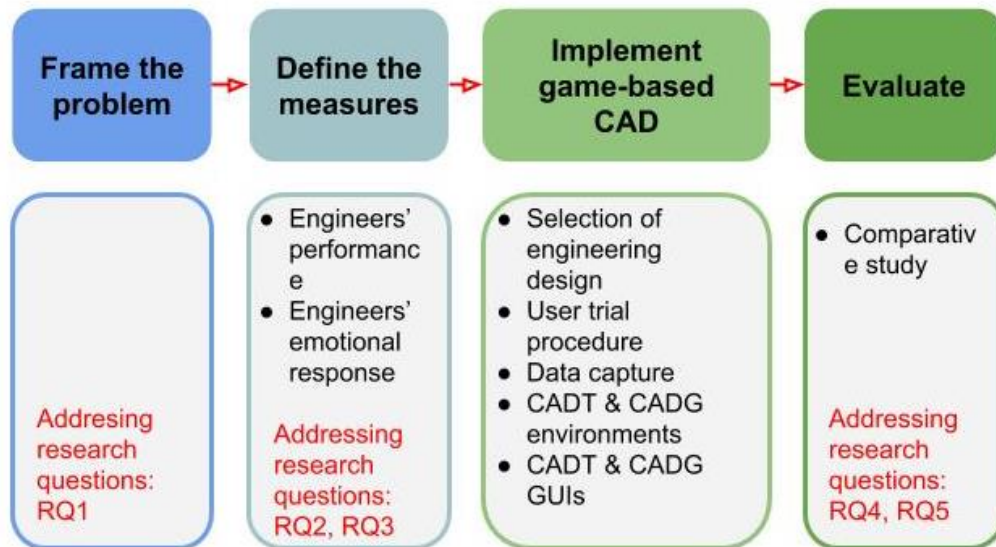 Frame the
problem
Define the
measures
Implement
game-based
CAD
Evaluate
Addresing
research
questions:
RQ1
● Engineers'
performanc
e
● Engineers'
emotional
response
Addressing
research
questions:
RQ2, RQ3
● Selection of
engineering
design
● User trial
procedure
● Data capture
● CADT & CADG
environments
● CADT & CADG
GUIs
● Comparativ
e study
Addressing
research
questions:
RQ4, RQ5